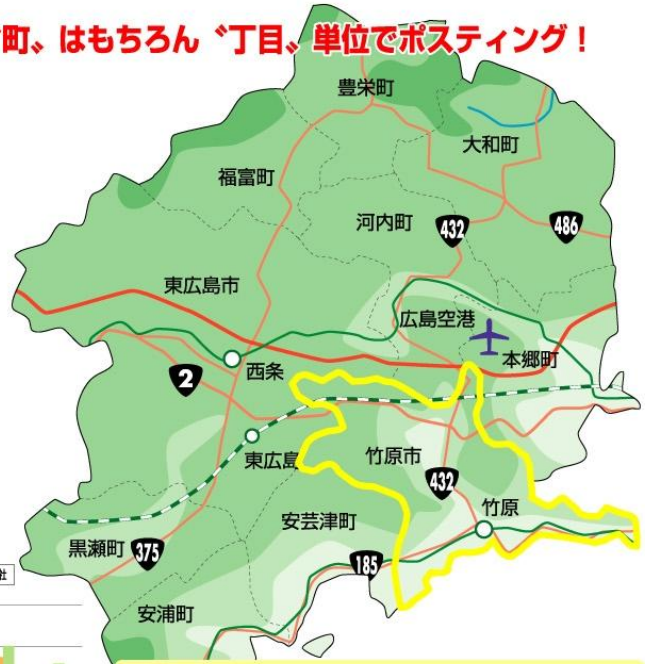 町〟はもちろん〝丁目〟単位でポスティング！
豊栄町
大和町
福富町
河内町
432
486
東広島市
広島空港
本郷町
西条
2
東広島
竹原市
432
竹原
安芸津町
黒瀬町
375
185
安浦町
社